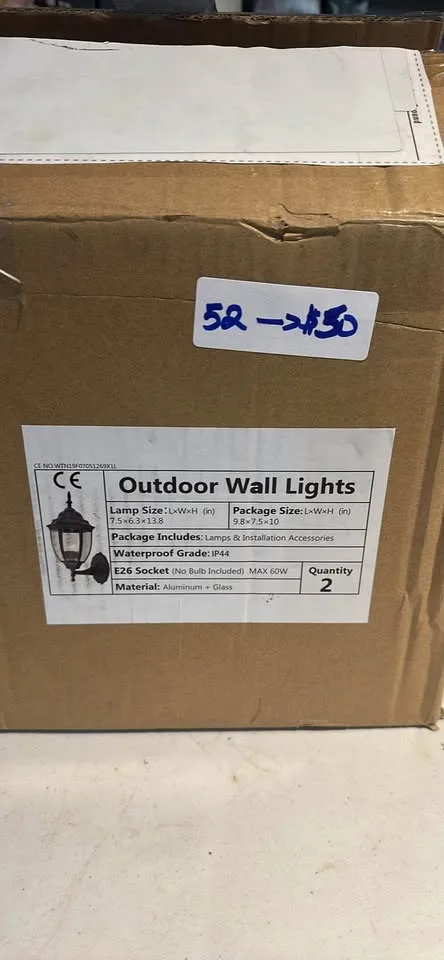 52 —>$50
CE NO.WTN19F07051269X1L
CE
Outdoor Wall Lights
Lamp Size: L×W×H (in)
7.5×6.3×13.8
Package Size: L×W×H (in)
9.8×7.5×10
Package Includes: Lamps & Installation Accessories
Waterproof Grade: IP44
E26 Socket (No Bulb Included) MAX 60W
Material: Aluminum + Glass
Quantity
2